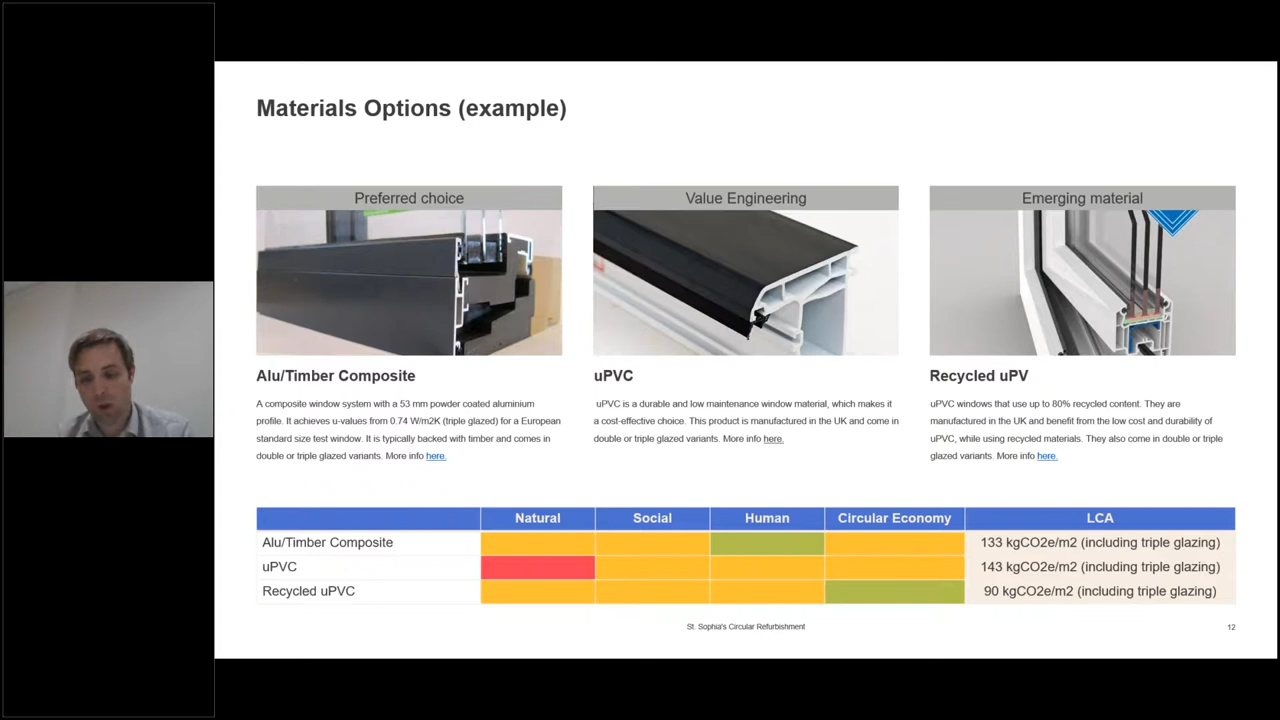 Materials Options (example)
Preferred choice
Value Engineering
Emerging material
Alu/Timber Composite
A composite window system with a 53 mm powder coated aluminium
profile. It achieves u-values from 0.74 W/m2K (triple glazed) for a European
standard size test window. It is typically backed with timber and comes in
double or triple glazed variants. More info here.
uPVC
uPVC is a durable and low maintenance window material, which makes it
a cost-effective choice. This product is manufactured in the UK and come in
double or triple glazed variants. More info here.
Recycled uPV
uPVC windows that use up to 80% recycled content. They are
manufactured in the UK and benefit from the low cost and durability of
uPVC, while using recycled materials. They also come in double or triple
glazed variants. More info here.
Natural Social Human Circular Economy LCA
Alu/Timber Composite 133 kgCO2e/m2 (including triple glazing)
uPVC 143 kgCO2e/m2 (including triple glazing)
Recycled uPVC 90 kgCO2e/m2 (including triple glazing)
St. Sophia's Circular Refurbishment
12